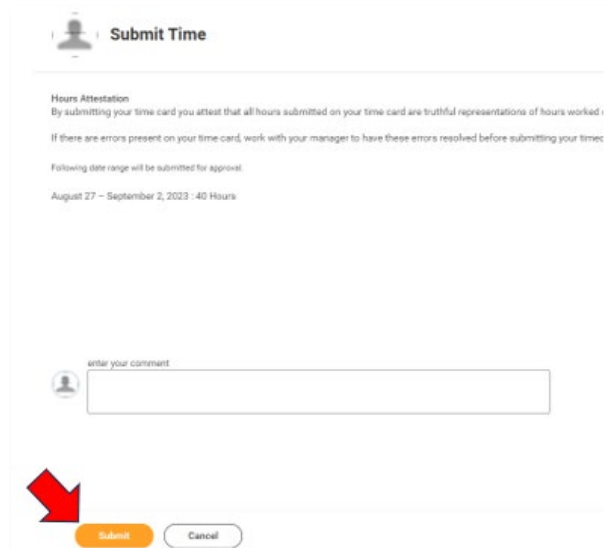 Submit Time
Hours Attestation
By submitting your time card you attest that all hours submitted on your time card are truthful representations of hours worked
If there are errors present on your time card, work with your manager to have these errors resolved before submitting your
Following date range will be submitted for approval.
August 27 – September 2, 2023 : 40 Hours
enter your comment
Submit
Cancel